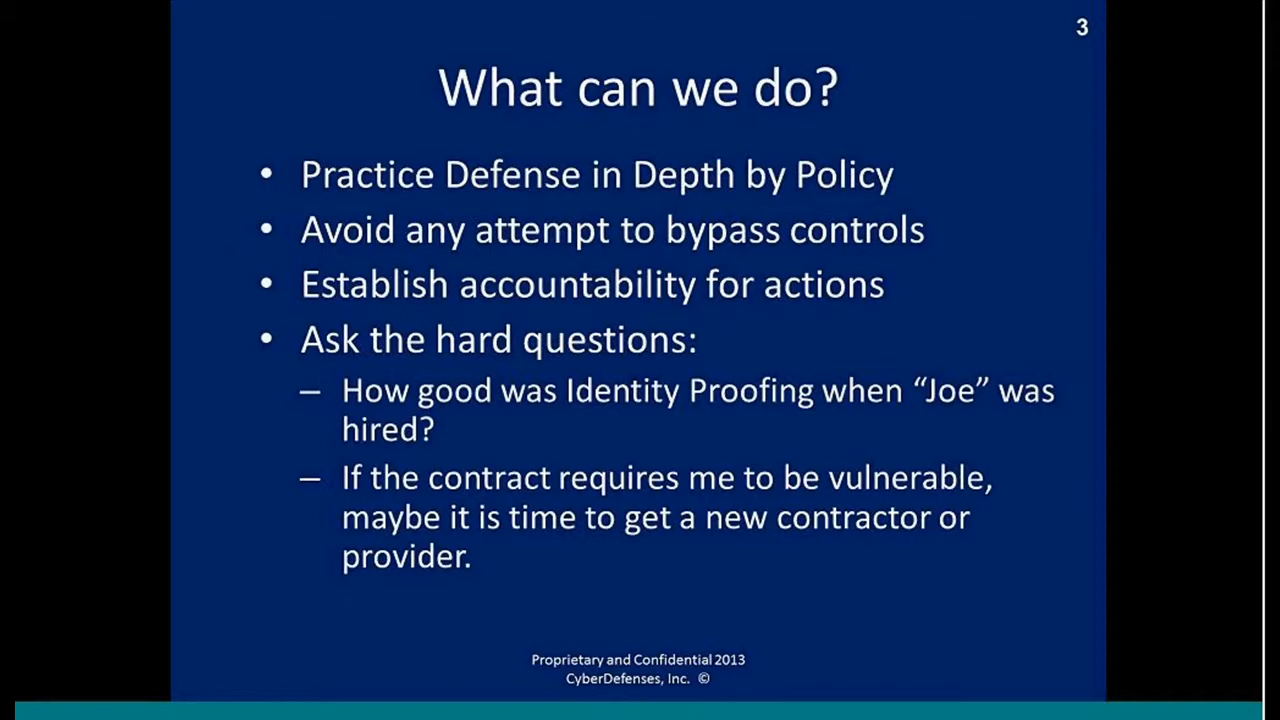 3
What can we do?
• Practice Defense in Depth by Policy
• Avoid any attempt to bypass controls
• Establish accountability for actions
• Ask the hard questions:
– How good was Identity Proofing when “Joe” was
hired?
– If the contract requires me to be vulnerable,
maybe it is time to get a new contractor or
provider.
Proprietary and Confidential 2013
CyberDefenses, Inc. ©